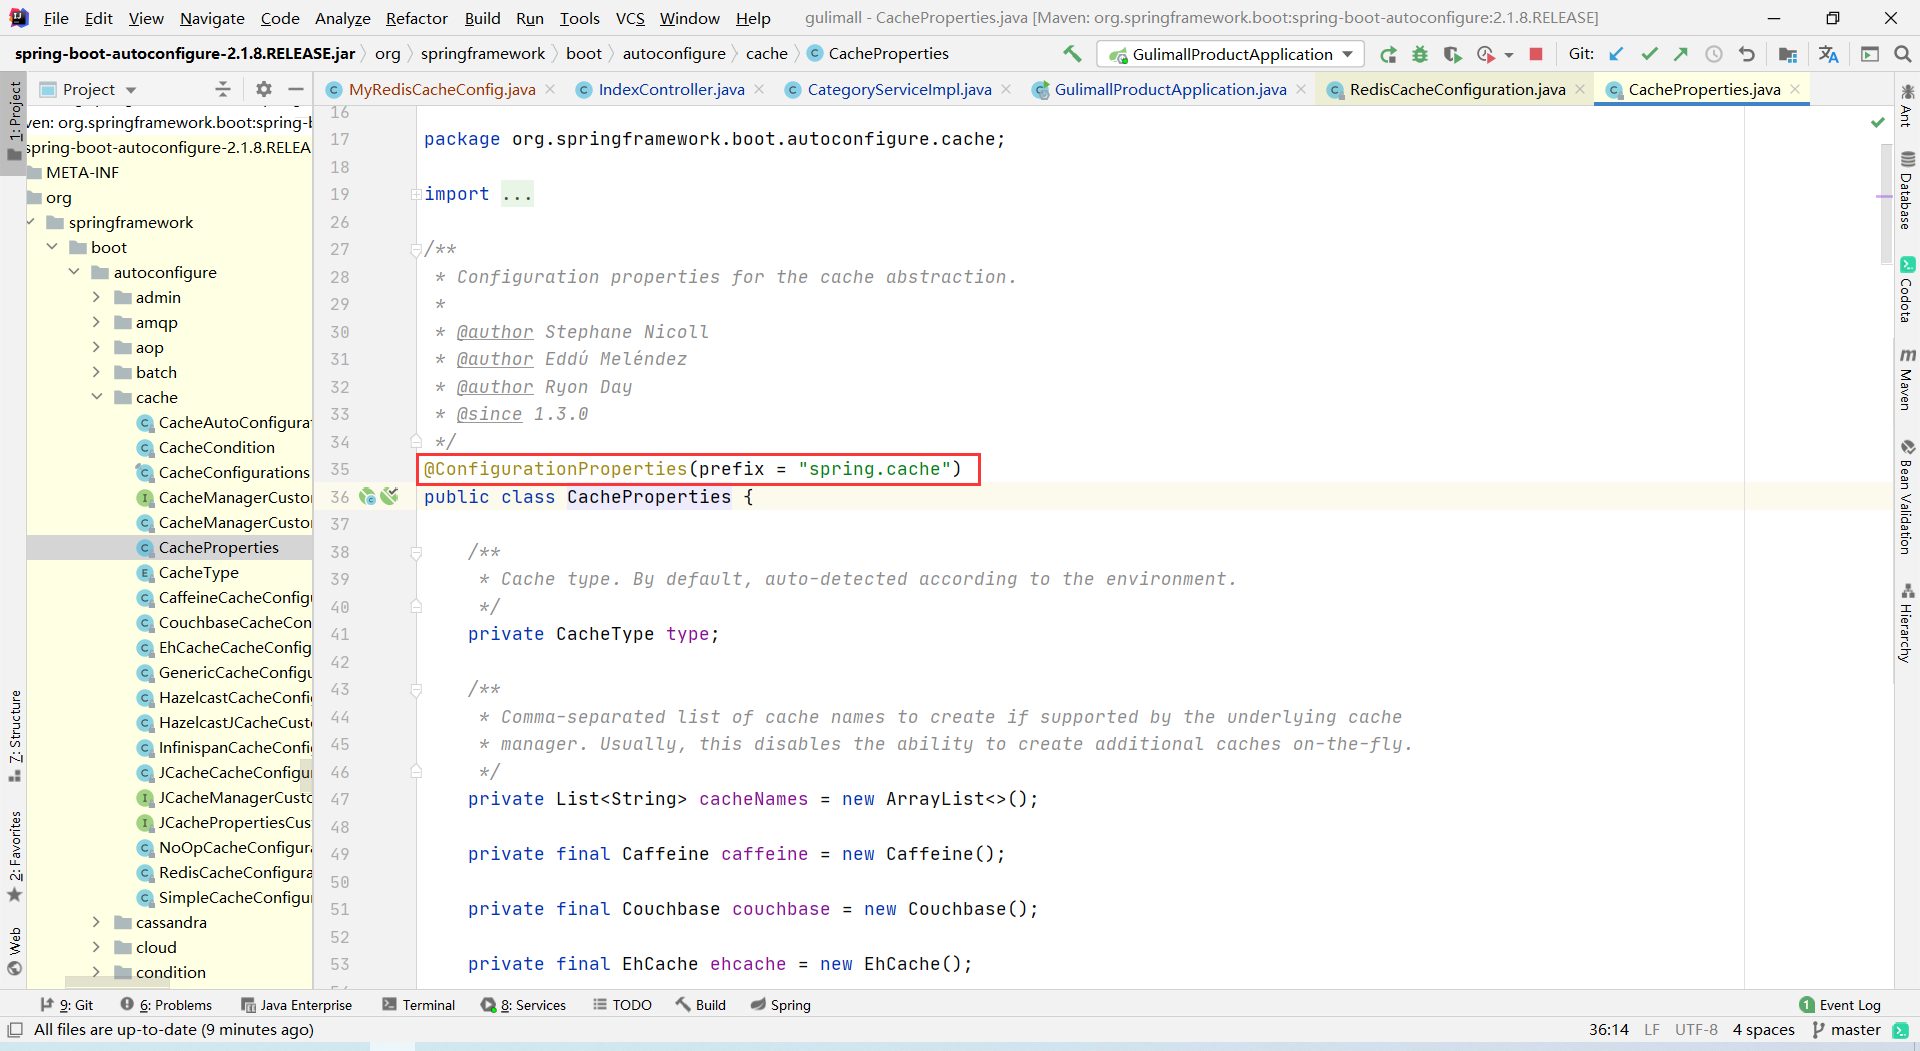 File Edit View Navigate Code Analyze Refactor Build Run Tools VCS Window Help gulimall - CacheProperties.java [Maven: org.springframework.boot:spring-boot-autoconfigure:2.1.8.RELEASE]
spring-boot-autoconfigure-2.1.8.RELEASE.jar org springframework boot autoconfigure cache CacheProperties GulimallProductApplication Git:
Project MyRedisCacheConfig.java IndexController.java CategoryServiceImpl.java GulimallProductApplication.java RedisCacheConfiguration.java CacheProperties.java
1: Project
7: Structure
2: Favorites
Web
ven: org.springframework.boot:spring-b
spring-boot-autoconfigure-2.1.8.RELEA
META-INF
org
springframework
boot
autoconfigure
admin
amqp
aop
batch
cache
CacheAutoConfigurat
CacheCondition
CacheConfigurations
CacheManagerCusto
CacheManagerCusto
CacheProperties
CacheType
CaffeineCacheConfigu
CouchbaseCacheCon
EhCacheCacheConfig
GenericCacheConfigu
HazelcastCacheConfi
HazelcastJCacheCust
InfinispanCacheConfi
JCacheCacheConfigu
JCacheManagerCusto
JCachePropertiesCus
NoOpCacheConfigura
RedisCacheConfigura
SimpleCacheConfigu
cassandra
cloud
condition
16
17 package org.springframework.boot.autoconfigure.cache;
18
19 import ...
26
27 /**
28 * Configuration properties for the cache abstraction.
29 *
30 * @author Stephane Nicoll
31 * @author Eddú Meléndez
32 * @author Ryon Day
33 * @since 1.3.0
34 */
35 @ConfigurationProperties(prefix = "spring.cache")
36 public class CacheProperties {
37
38 /**
39 * Cache type. By default, auto-detected according to the environment.
40 */
41 private CacheType type;
42
43 /**
44 * Comma-separated list of cache names to create if supported by the underlying cache
45 * manager. Usually, this disables the ability to create additional caches on-the-fly.
46 */
47 private List<String> cacheNames = new ArrayList<>();
48
49 private final Caffeine caffeine = new Caffeine();
50
51 private final Couchbase couchbase = new Couchbase();
52
53 private final EhCache ehcache = new EhCache();
Ant
Database
Codota
Maven
Bean Validation
Hierarchy
9: Git 6: Problems Java Enterprise Terminal 8: Services TODO Build Spring 1 Event Log
All files are up-to-date (9 minutes ago) 36:14 LF UTF-8 4 spaces master